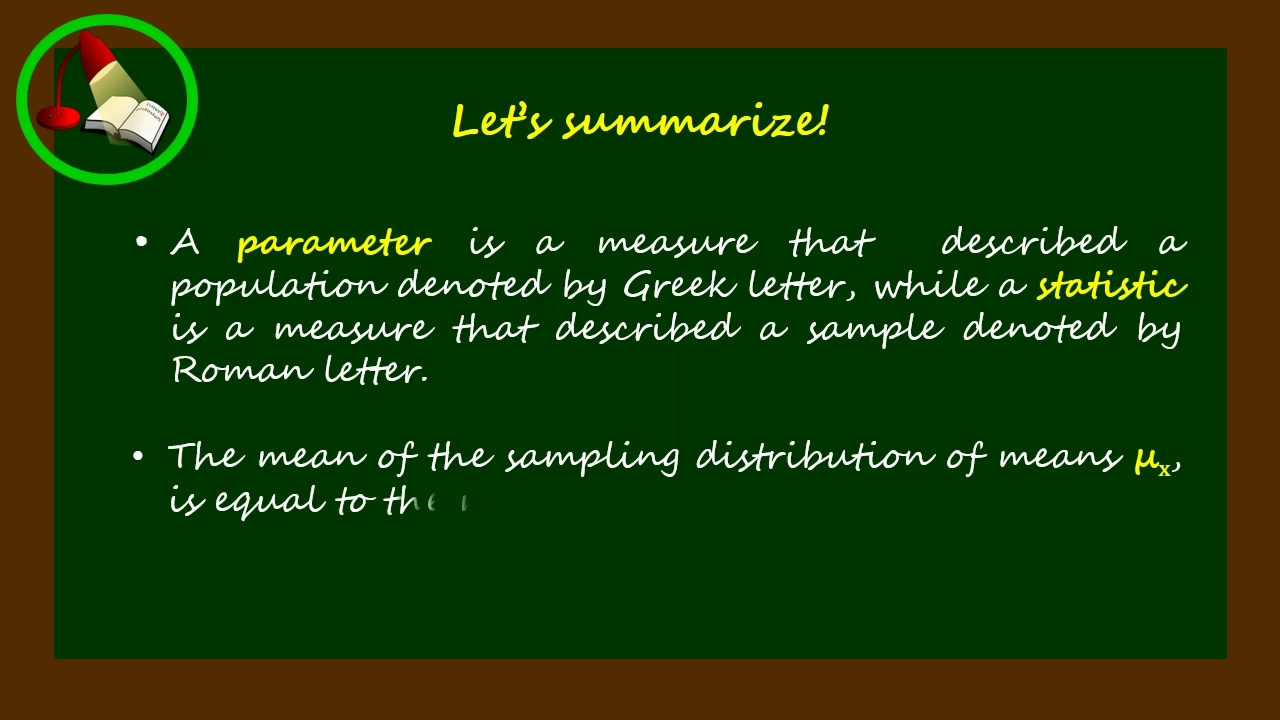 Let's summarize!
• A parameter is a measure that described a
population denoted by Greek letter, while a statistic
is a measure that described a sample denoted by
Roman letter.
• The mean of the sampling distribution of means μₓ,
is equal to the